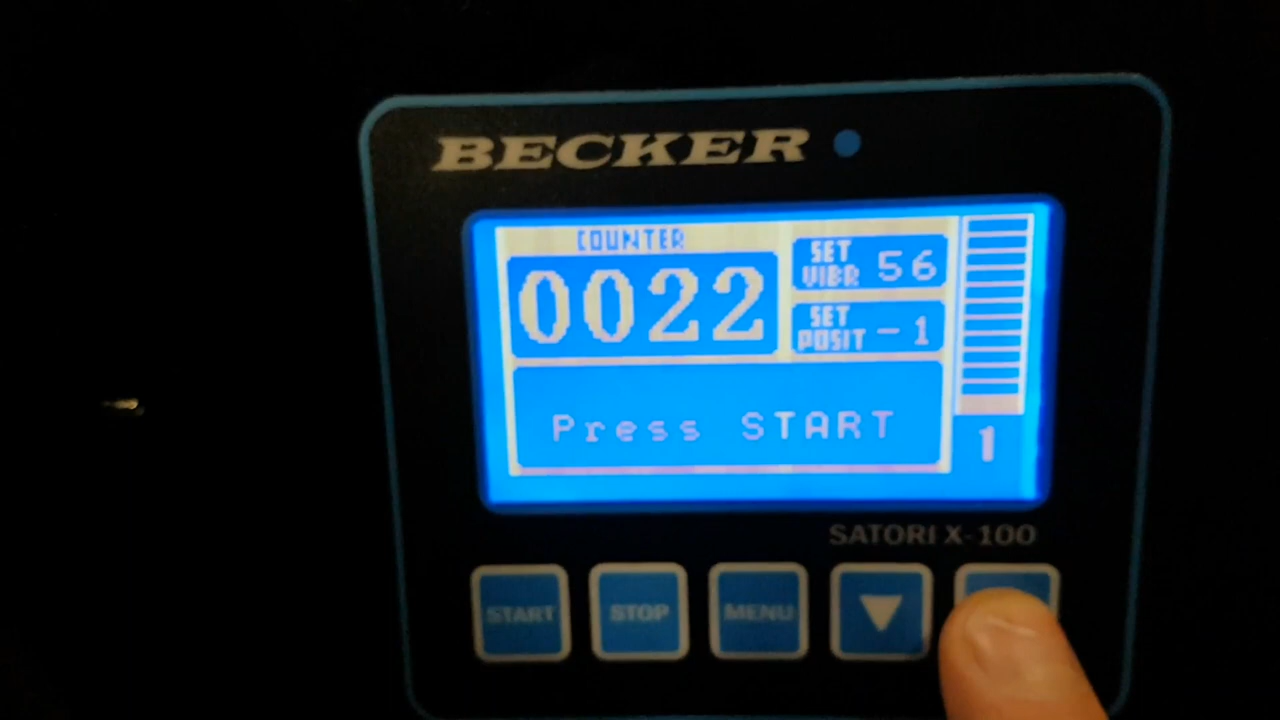 BECKER
COUNTER
0022
SET VIBR 56
SET POSIT -1
Press START
1
SATORI X-100
START
STOP
MENU